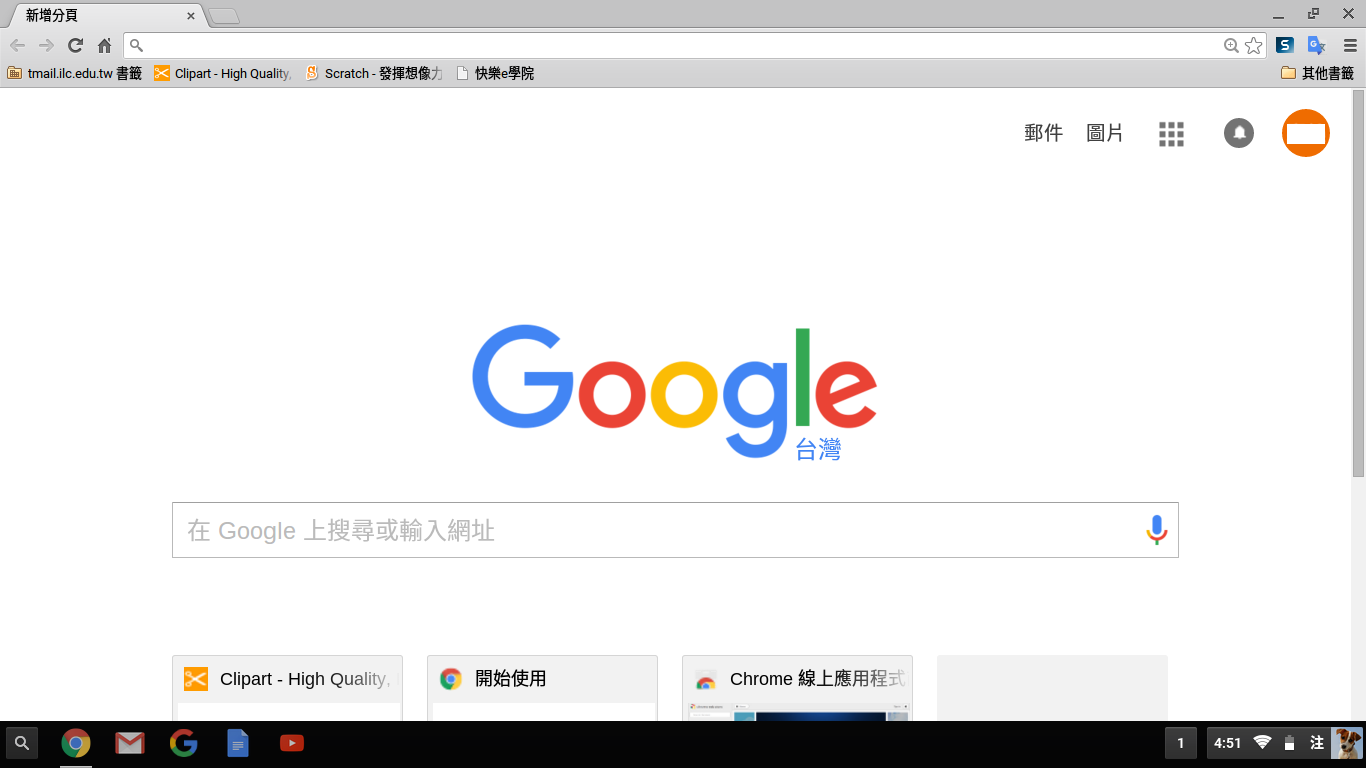 新增分頁
tmail.ilc.edu.tw 書籤 Clipart - High Quality, Scratch - 發揮想像力 快樂e學院 其他書籤
郵件 圖片
Google
台灣
在 Google 上搜尋或輸入網址
Clipart - High Quality, 開始使用 Chrome 線上應用程式
1 4:51 注